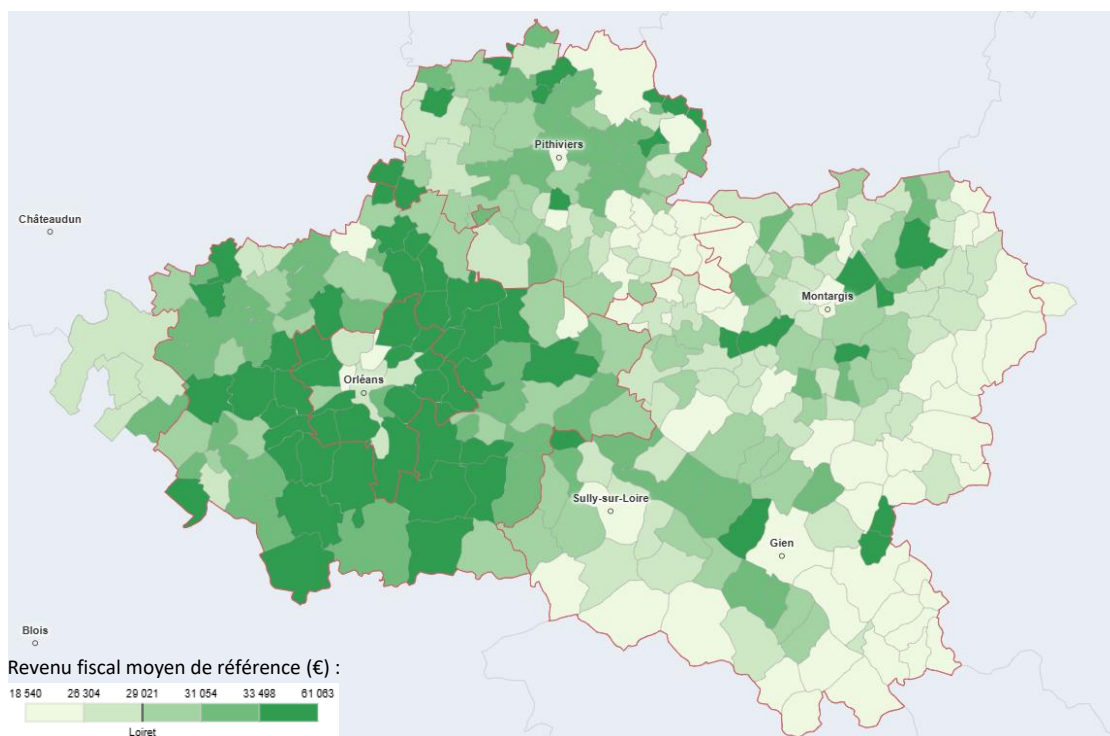 Pithiviers
Châteaudun
Montargis
Orléans
Sully-sur-Loire
Gien
Blois
Revenu fiscal moyen de référence (€) :
18 540 26 304 29 021 31 054 33 498 61 063
Loiret